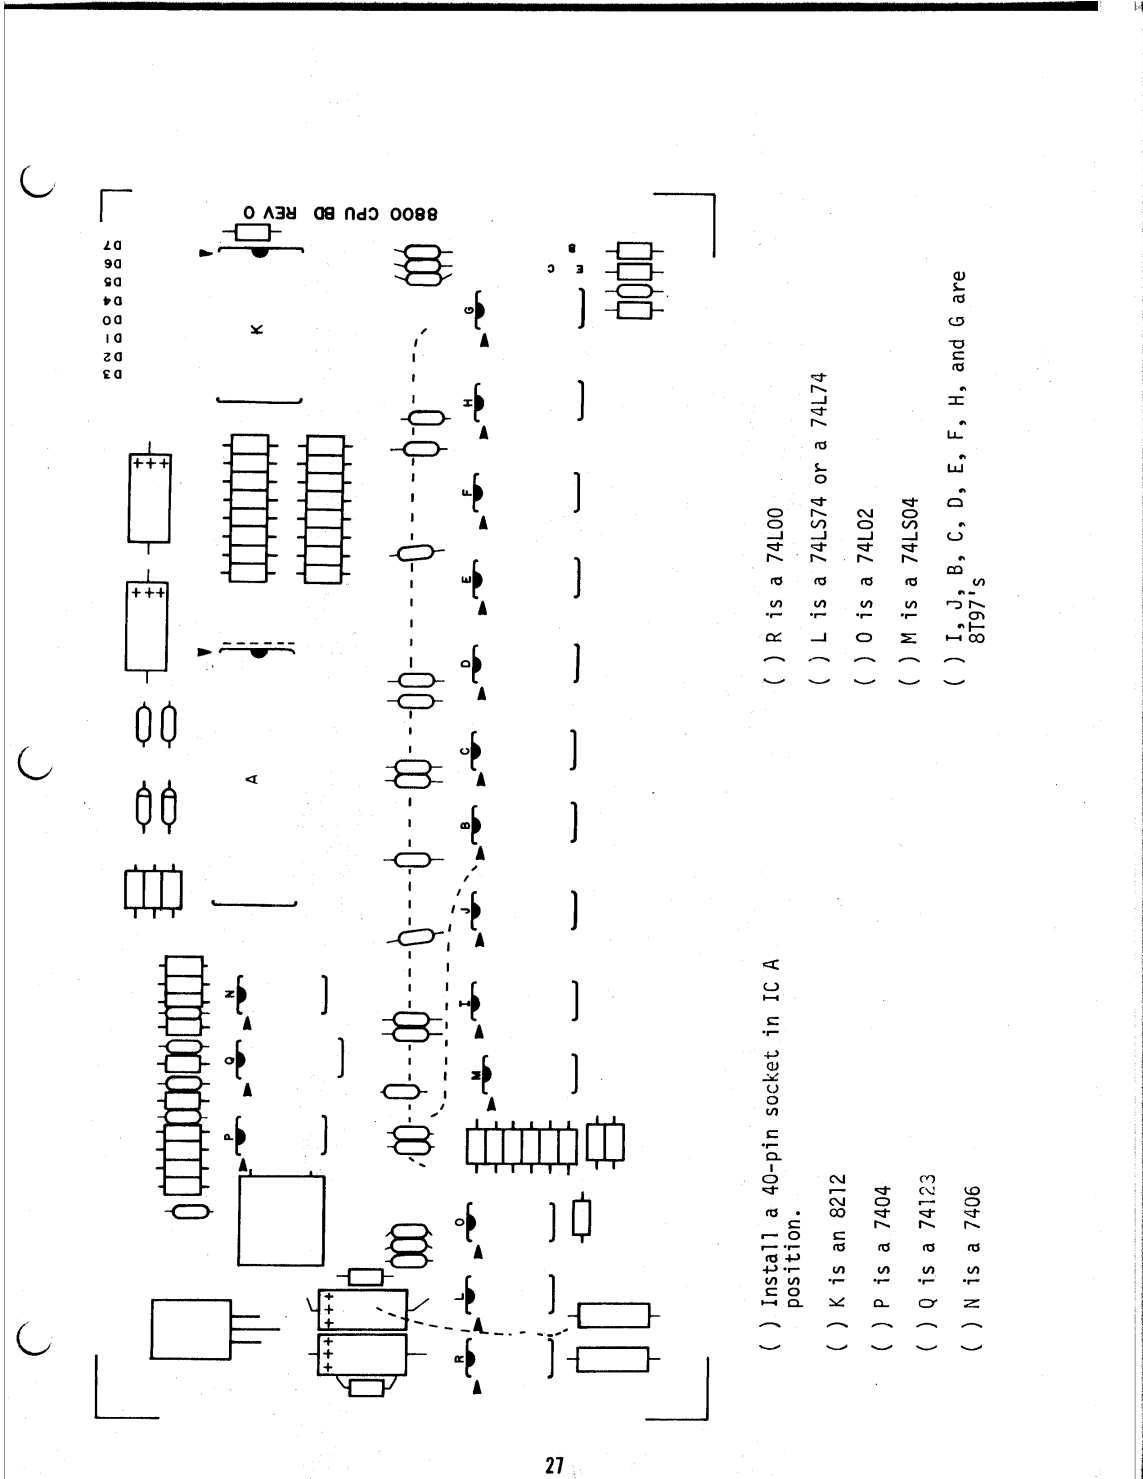 8800 CPU BD REV 0
D7
D6
D5
D4
D0
D1
D2
D3
K
A
N
Q
P
B
C E
G
H
F
E
D
C
B
J
I
M
O
L
R
+++
+++
+++
+++
( ) Install a 40-pin socket in IC A
position.
( ) K is an 8212
( ) P is a 7404
( ) Q is a 74123
( ) N is a 7406
( ) R is a 74L00
( ) L is a 74LS74 or a 74L74
( ) O is a 74L02
( ) M is a 74LS04
( ) I, J, B, C, D, E, F, H, and G are
8T97's
27